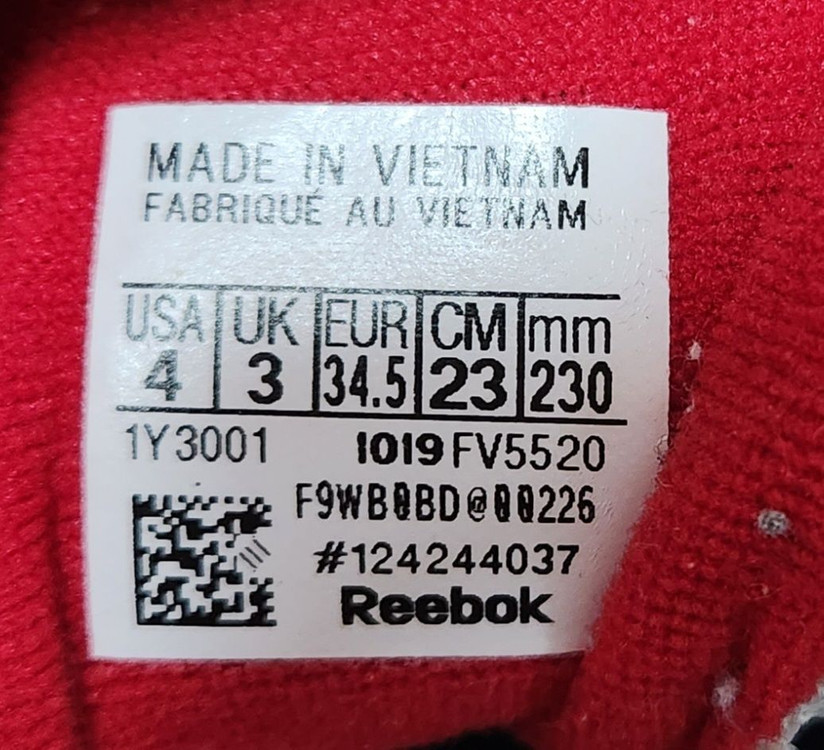 MADE IN VIETNAM
FABRIQUÉ AU VIETNAM
USA UK EUR CM mm
4 3 34.5 23 230
1Y3001 1019 FV5520
F9WB0BD@00226
#124244037
Reebok